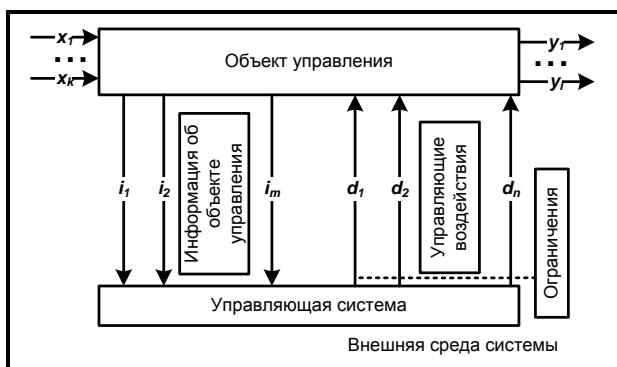 x1
y1
...
Объект управления
...
xk
yl
i1
i2
Информация об
объекте
управления
im
d1
d2
Управляющие
воздействия
dn
Ограничения
Управляющая система
Внешняя среда системы